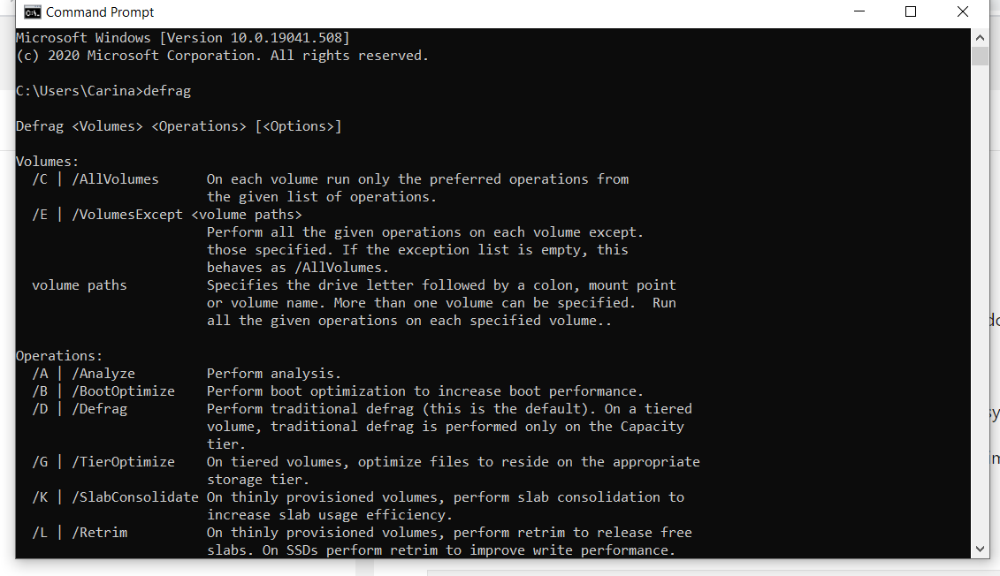 Command Prompt
Microsoft Windows [Version 10.0.19041.508]
(c) 2020 Microsoft Corporation. All rights reserved.
C:\Users\Carina>defrag
Defrag <Volumes> <Operations> [<Options>]
Volumes:
/C | /AllVolumes On each volume run only the preferred operations from
the given list of operations.
/E | /VolumesExcept <volume paths>
Perform all the given operations on each volume except.
those specified. If the exception list is empty, this
behaves as /AllVolumes.
volume paths Specifies the drive letter followed by a colon, mount point
or volume name. More than one volume can be specified. Run
all the given operations on each specified volume..
Operations:
/A | /Analyze Perform analysis.
/B | /BootOptimize Perform boot optimization to increase boot performance.
/D | /Defrag Perform traditional defrag (this is the default). On a tiered
volume, traditional defrag is performed only on the Capacity
tier.
/G | /TierOptimize On tiered volumes, optimize files to reside on the appropriate
storage tier.
/K | /SlabConsolidate On thinly provisioned volumes, perform slab consolidation to
increase slab usage efficiency.
/L | /Retrim On thinly provisioned volumes, perform retrim to release free
slabs. On SSDs perform retrim to improve write performance.